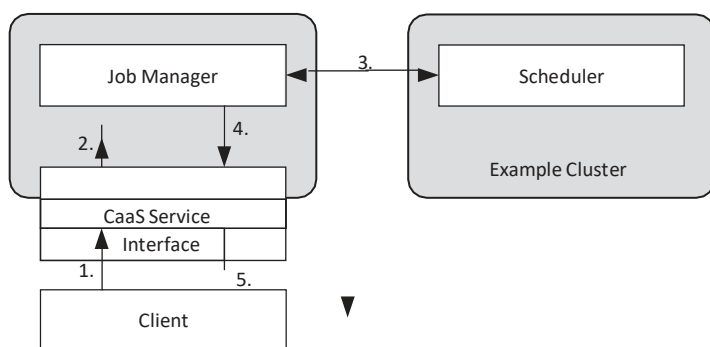 Job Manager
3.
Scheduler
2.
4.
Example Cluster
CaaS Service
Interface
1.
5.
Client